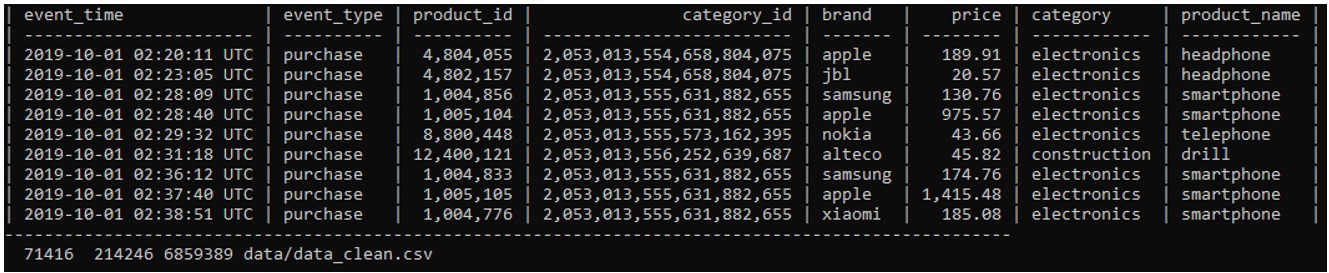 | event_time | event_type | product_id | category_id | brand | price | category | product_name |
| ----------------------- | ---------- | ---------- | ------------------------- | ------- | -------- | ------------ | ------------ |
| 2019-10-01 02:20:11 UTC | purchase | 4,804,055 | 2,053,013,554,658,804,075 | apple | 189.91 | electronics | headphone |
| 2019-10-01 02:23:05 UTC | purchase | 4,802,157 | 2,053,013,554,658,804,075 | jbl | 20.57 | electronics | headphone |
| 2019-10-01 02:28:09 UTC | purchase | 1,004,856 | 2,053,013,555,631,882,655 | samsung | 130.76 | electronics | smartphone |
| 2019-10-01 02:28:40 UTC | purchase | 1,005,104 | 2,053,013,555,631,882,655 | apple | 975.57 | electronics | smartphone |
| 2019-10-01 02:29:32 UTC | purchase | 8,800,448 | 2,053,013,555,573,162,395 | nokia | 43.66 | electronics | telephone |
| 2019-10-01 02:31:18 UTC | purchase | 12,400,121 | 2,053,013,556,252,639,687 | alteco | 45.82 | construction | drill |
| 2019-10-01 02:36:12 UTC | purchase | 1,004,833 | 2,053,013,555,631,882,655 | samsung | 174.76 | electronics | smartphone |
| 2019-10-01 02:37:40 UTC | purchase | 1,005,105 | 2,053,013,555,631,882,655 | apple | 1,415.48 | electronics | smartphone |
| 2019-10-01 02:38:51 UTC | purchase | 1,004,776 | 2,053,013,555,631,882,655 | xiaomi | 185.08 | electronics | smartphone |
----------------------------------------------------------------------------------------------------
71416 214246 6859389 data/data_clean.csv